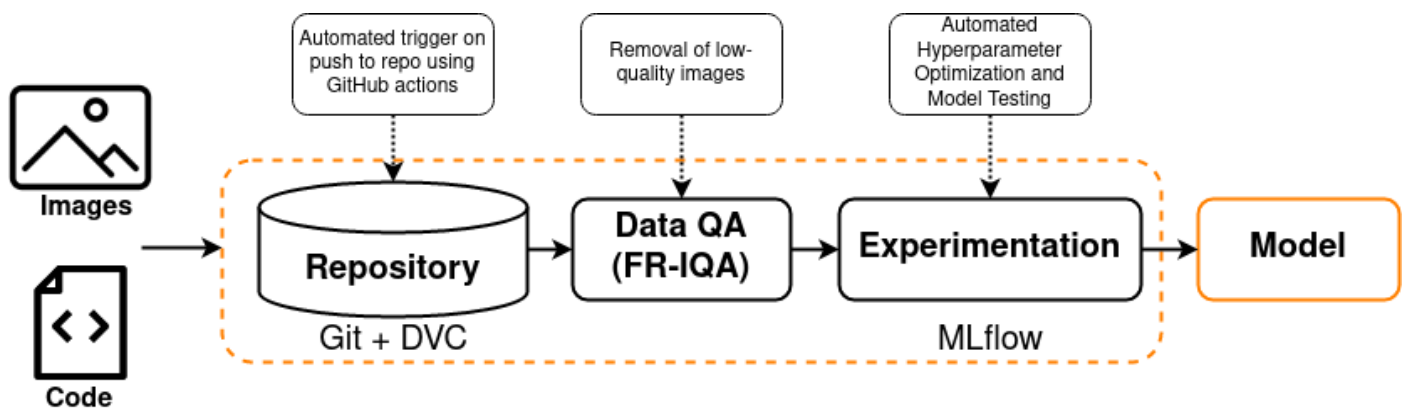 Automated trigger on
push to repo using
GitHub actions
Removal of low-
quality images
Automated
Hyperparameter
Optimization and
Model Testing
Images
Code
Repository
Git + DVC
Data QA
(FR-IQA)
Experimentation
MLflow
Model